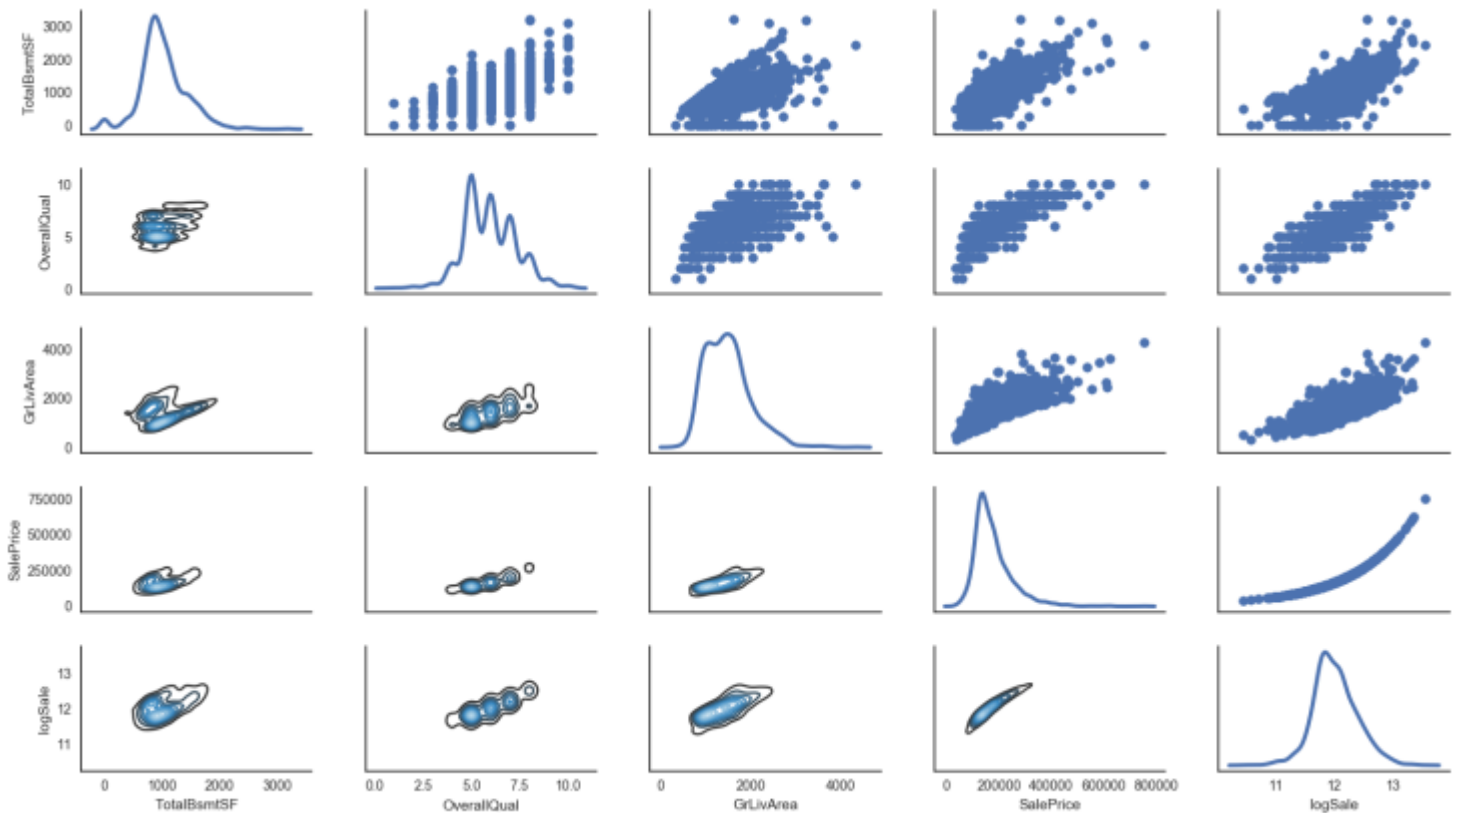 3000
2000
1000
0
TotalBsmtSF
10
5
0
OverallQual
4000
2000
0
GrLivArea
750000
500000
250000
0
SalePrice
13
12
11
logSale
0 1000 2000 3000 0.0 2.5 5.0 7.5 10.0 0 2000 4000 0 200000 400000 600000 800000 11 12 13
TotalBsmtSF OverallQual GrLivArea SalePrice logSale